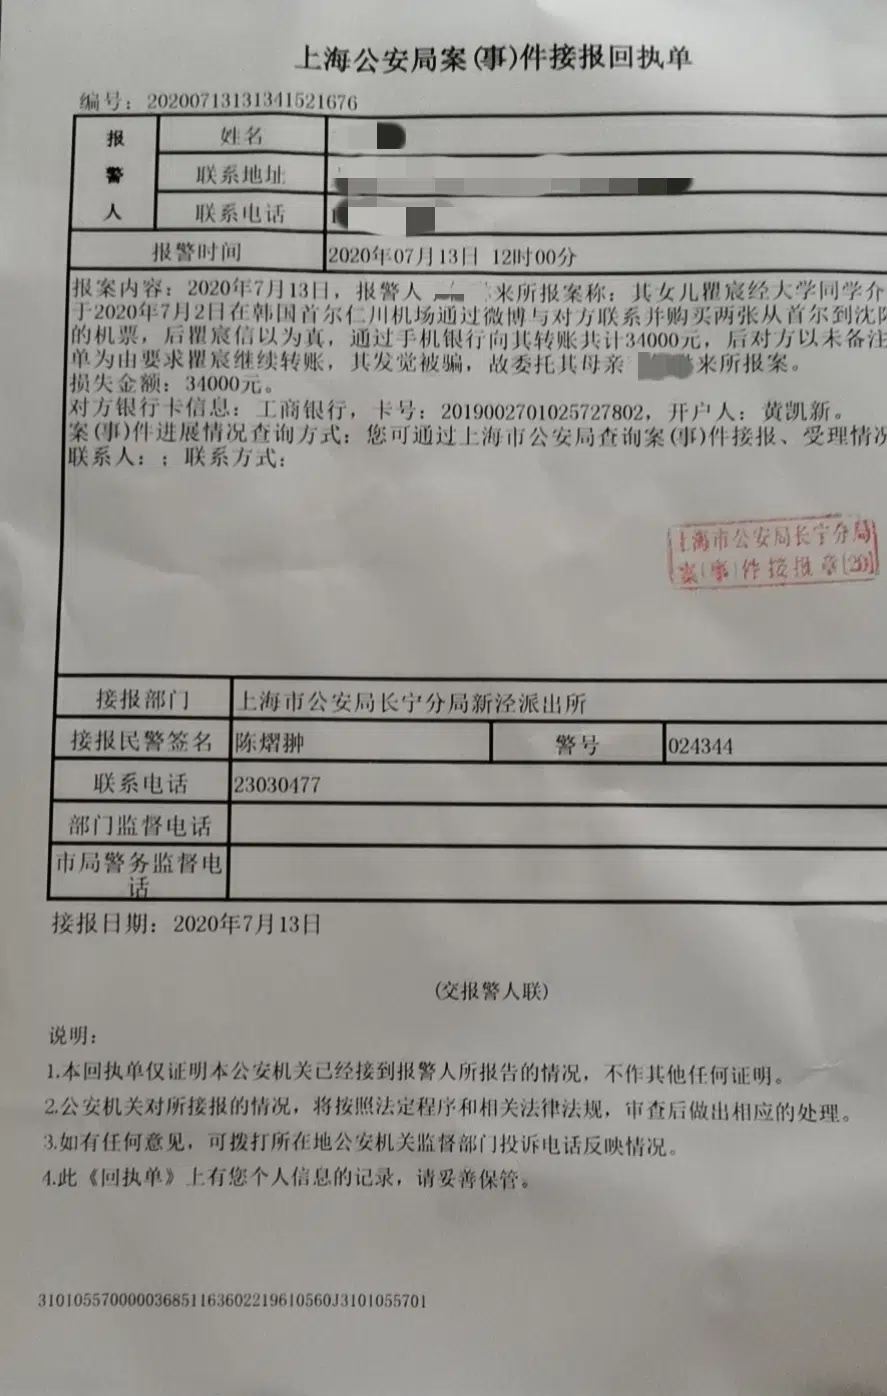 上海公安局案(事)件接报回执单
编号：20200713131341521676
报警人
姓名
联系地址
联系电话
报警时间
2020年07月13日 12时00分
报案内容：2020年7月13日，报警人 来所报案称：其女儿瞿宸经大学同学介
于2020年7月2日在韩国首尔仁川机场通过微博与对方联系并购买两张从首尔到沈阳
的机票，后瞿宸信以为真，通过手机银行向其转账共计34000元，后对方以未备注
单为由要求瞿宸继续转账，其发觉被骗，故委托其母亲 来所报案。
损失金额：34000元。
对方银行卡信息：工商银行，卡号：2019002701025727802，开户人：黄凯新。
案(事)件进展情况查询方式：您可通过上海市公安局查询案(事)件接报、受理情况
联系人：；联系方式：
上海市公安局长宁分局
案(事)件接报章(20)
接报部门
上海市公安局长宁分局新泾派出所
接报民警签名
陈熠翀
警号
024344
联系电话
23030477
部门监督电话
市局警务监督电
话
接报日期：2020年7月13日
(交报警人联)
说明：
1.本回执单仅证明本公安机关已经接到报警人所报告的情况，不作其他任何证明。
2.公安机关对所接报的情况，将按照法定程序和相关法律法规，审查后做出相应的处理。
3.如有任何意见，可拨打所在地公安机关监督部门投诉电话反映情况。
4.此《回执单》上有您个人信息的记录，请妥善保管。
310105570000036851163602219610560J3101055701